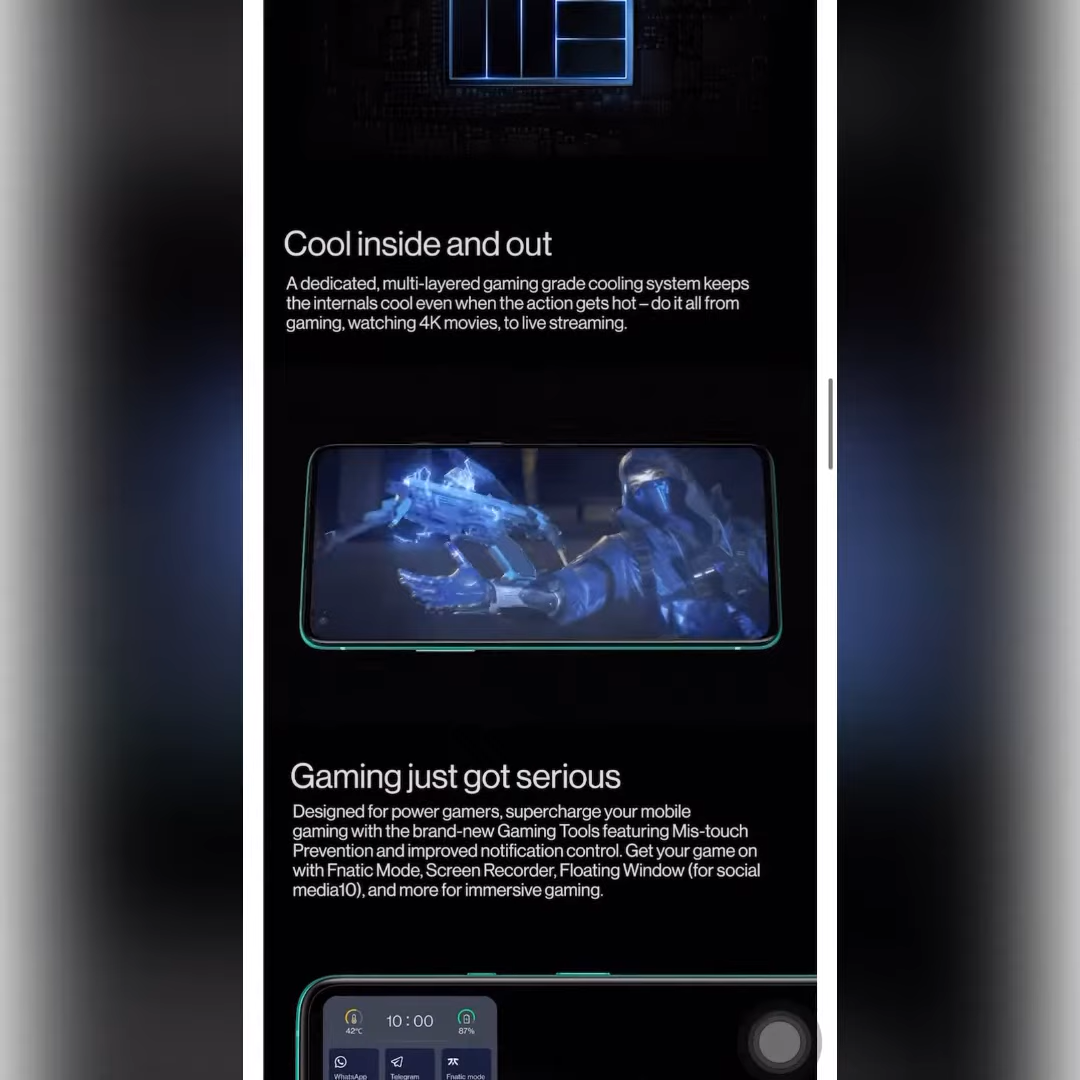 Cool inside and out
A dedicated, multi-layered gaming grade cooling system keeps
the internals cool even when the action gets hot – do it all from
gaming, watching 4K movies, to live streaming.
Gaming just got serious
Designed for power gamers, supercharge your mobile
gaming with the brand-new Gaming Tools featuring Mis-touch
Prevention and improved notification control. Get your game on
with Fnatic Mode, Screen Recorder, Floating Window (for social
media10), and more for immersive gaming.
10 : 00
42°C 87%
WhatsApp Telegram Fnatic mode